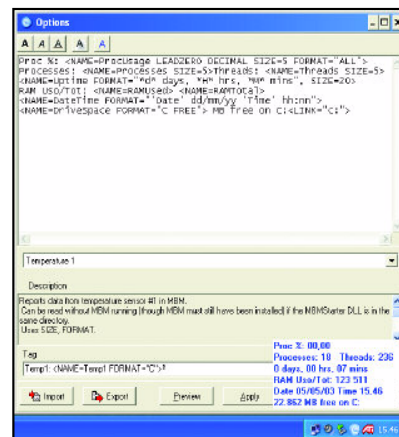 Options
A A A A A
Proc %: <NAME=ProcUsage LEADZERO DECIMAL SIZE=5 FORMAT="ALL">
Processes: <NAME=Processes SIZE=5>Threads: <NAME=Threads SIZE=5>
<NAME=Uptime FORMAT="*d* days, *H* hrs, *M* mins", SIZE=20>
RAM Uso/Tot: <NAME=RAMUsed> <NAME=RAMTotal>
<NAME=DateTime FORMAT="'Date' dd/mm/yy 'Time' hh:nn">
<NAME=DriveSpace FORMAT="C FREE"> MB free on C:<LINK="C:">
Temperature 1
Description
Reports data from temperature sensor #1 in MBM.
Can be read without MBM running (though MBM must still have been installed) if the MBMStarter DLL is in the
same directory.
Uses SIZE, FORMAT.
Tag
Temp1: <NAME=Temp1 FORMAT="C">°
Import Export Preview Apply
Proc %: 00,00
Processes: 18 Threads: 236
0 days, 00 hrs, 07 mins
RAM Uso/Tot: 123 511
Date 05/05/03 Time 15.46
22.862 MB free on C:
15.46